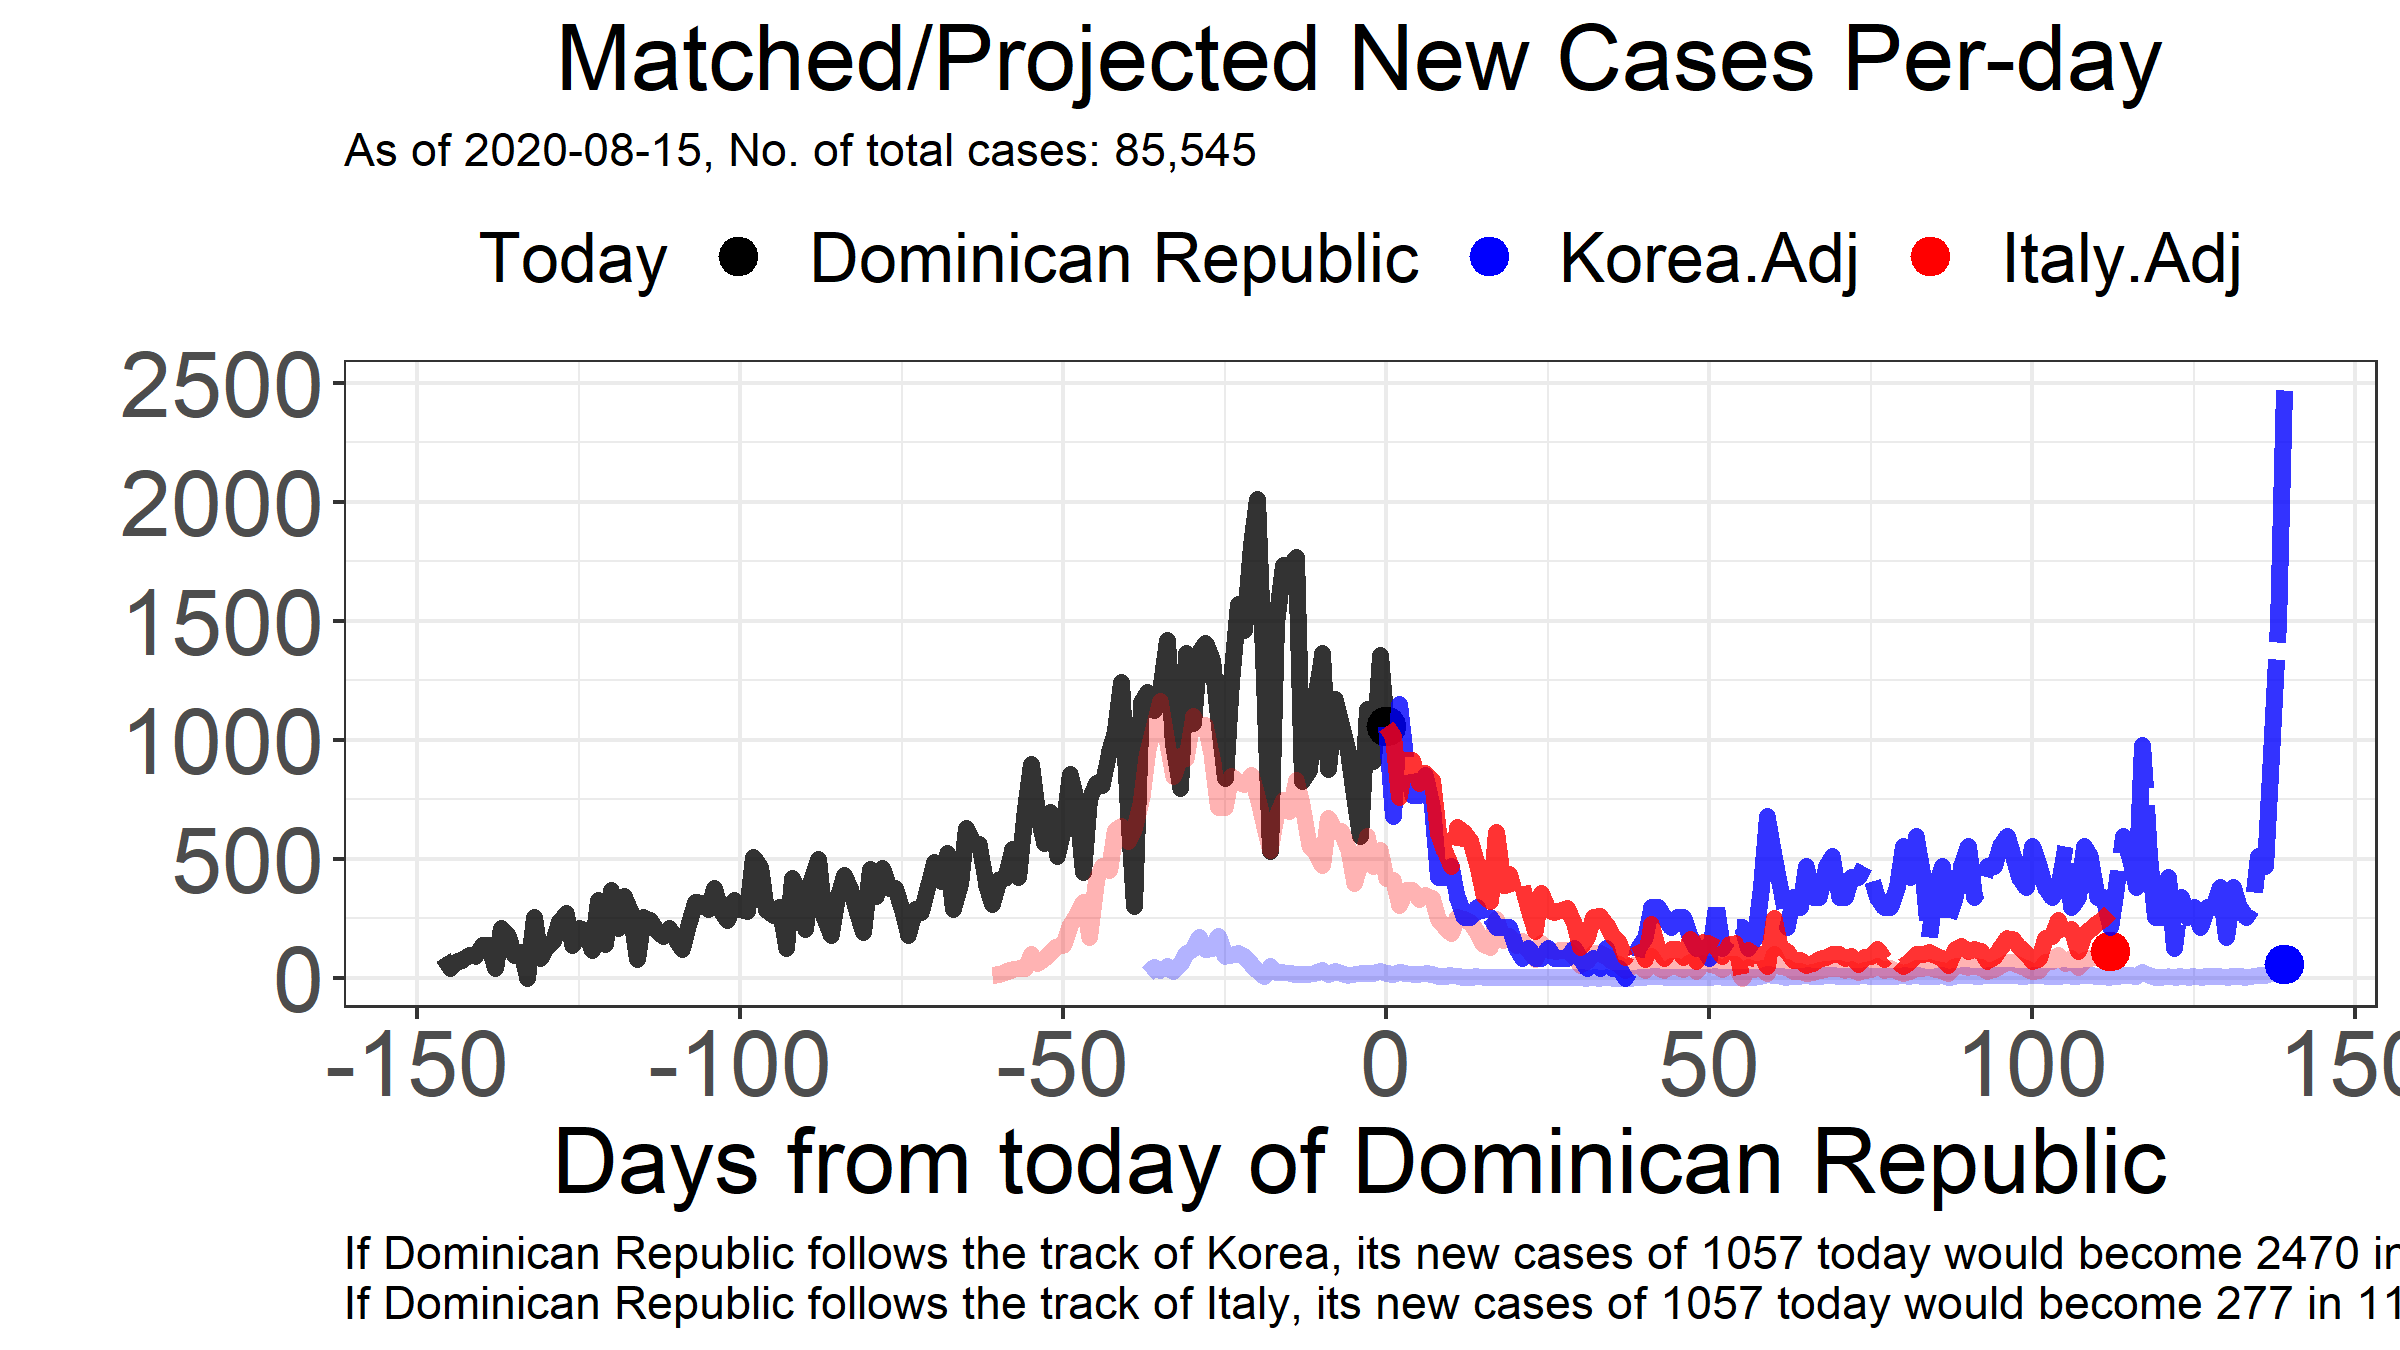 Matched/Projected New Cases Per-day
As of 2020-08-15, No. of total cases: 85,545
Today Dominican Republic Korea.Adj Italy.Adj
2500
2000
1500
1000
500
0
-150 -100 -50 0 50 100 150
Days from today of Dominican Republic
If Dominican Republic follows the track of Korea, its new cases of 1057 today would become 2470 in
If Dominican Republic follows the track of Italy, its new cases of 1057 today would become 277 in 11